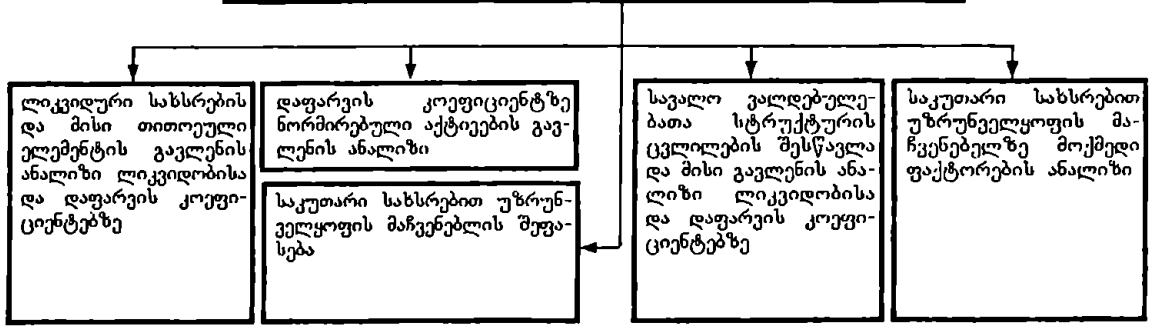 ლიკვიდური სახსრების
და მისი თითოეული
ელემენტის გავლენის
ანალიზი ლიკვიდობისა
და დაფარვის კოეფი-
ციენტებზე
დაფარვის კოეფიციენტზე
ნორმირებული აქტივების გავ-
ლენის ანალიზი
საკუთარი სახსრებით უზრუნ-
ველყოფის მაჩვენებლის შეფა-
სება
სავალო ვალდებულე-
ბათა სტრუქტურის
ცვლილების შესწავლა
და მისი გავლენის ანა-
ლიზი ლიკვიდობისა
და დაფარვის კოეფი-
ციენტებზე
საკუთარი სახსრებით
უზრუნველყოფის მა-
ჩვენებელზე მოქმედი
ფაქტორების ანალიზი